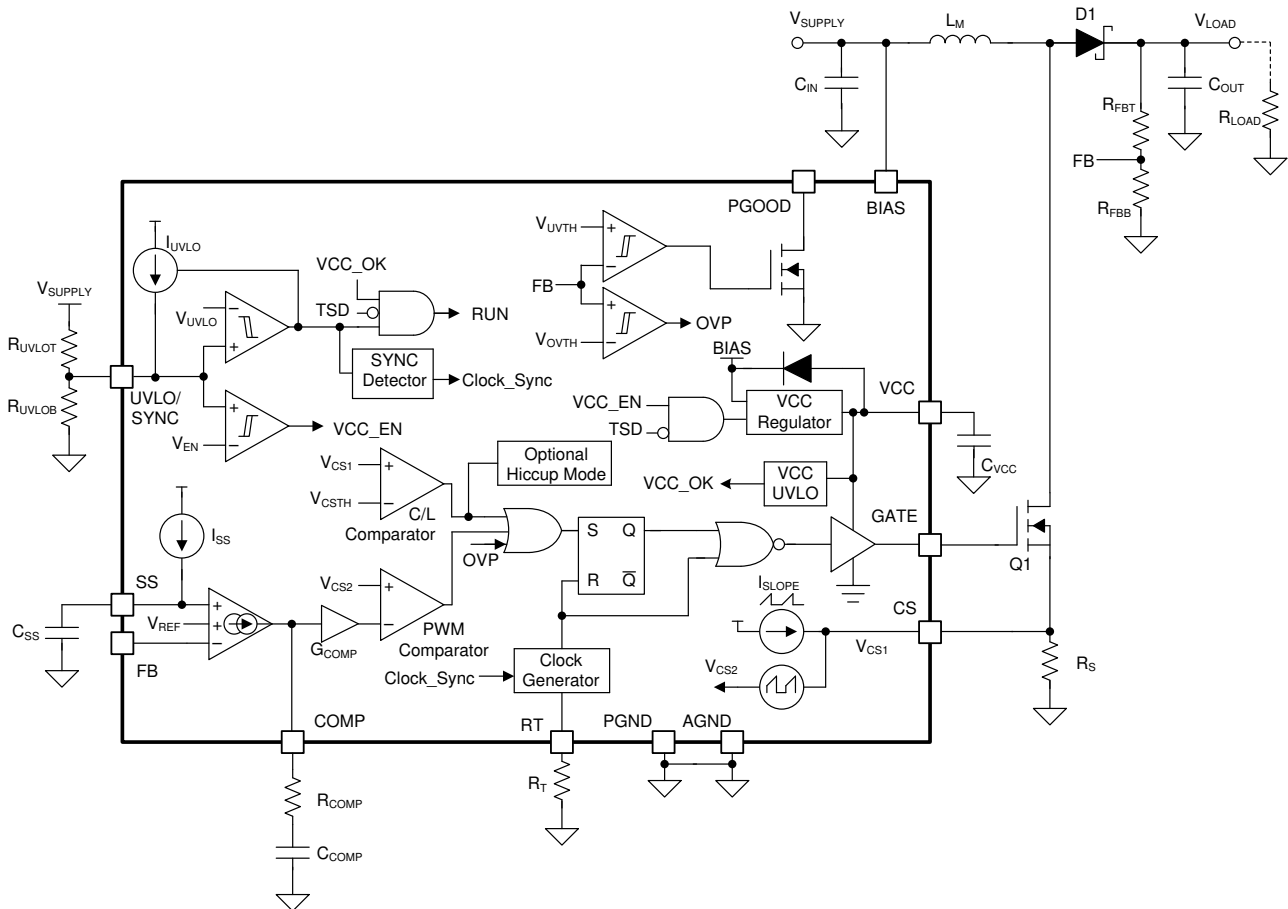 VSUPPLY
LM
D1
VLOAD
CIN
COUT
RFBT
RLOAD
FB
RFBB
PGOOD
BIAS
IUVLO
VUVTH
VCC_OK
FB
VSUPPLY
TSD
RUN
VUVLO
OVP
RUVLOT
VOVTH
SYNC
Detector
BIAS
Clock_Sync
VCC
RUVLOB
UVLO/
SYNC
VCC_EN
VCC
Regulator
TSD
VEN
VCC_EN
CVCC
VCS1
Optional
Hiccup Mode
VCC
UVLO
VCC_OK
VCSTH
C/L
Comparator
GATE
ISS
S
Q
OVP
Q1
R
Q
SS
VCS2
ISLOPE
CS
VREF
CSS
PWM
Comparator
VCS1
FB
GCOMP
RS
Clock
Generator
VCS2
Clock_Sync
COMP
RT
PGND
AGND
RT
RCOMP
CCOMP